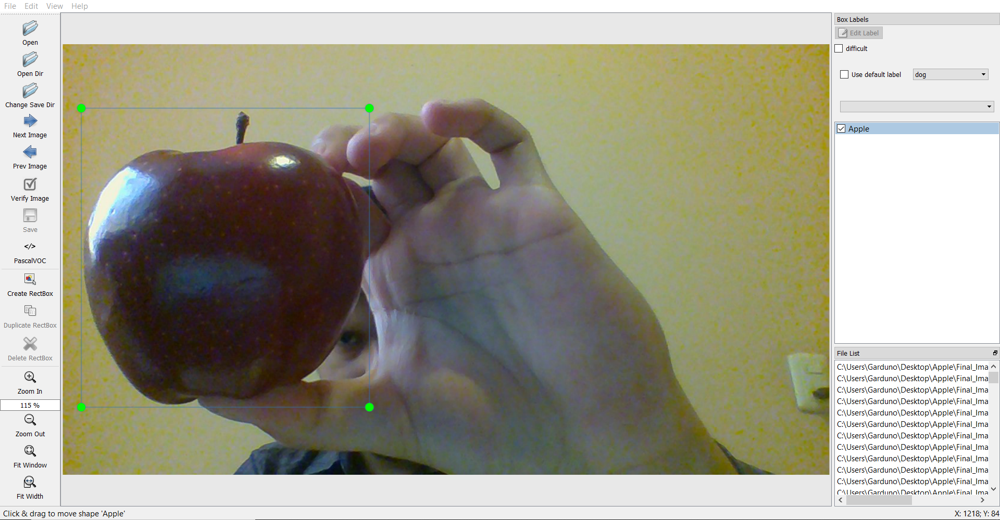 File Edit View Help
Open
Open Dir
Change Save Dir
Next Image
Prev Image
Verify Image
Save
</>
PascalVOC
Create RectBox
Duplicate RectBox
Delete RectBox
Zoom In
115 %
Zoom Out
Fit Window
Fit Width
Box Labels
Edit Label
difficult
Use default label dog
Apple
File List
C:\Users\Garduno\Desktop\Apple\Final_Ima
C:\Users\Garduno\Desktop\Apple\Final_Ima
C:\Users\Garduno\Desktop\Apple\Final_Ima
C:\Users\Garduno\Desktop\Apple\Final_Ima
C:\Users\Garduno\Desktop\Apple\Final_Ima
C:\Users\Garduno\Desktop\Apple\Final_Ima
C:\Users\Garduno\Desktop\Apple\Final_Ima
C:\Users\Garduno\Desktop\Apple\Final_Ima
C:\Users\Garduno\Desktop\Apple\Final_Ima
C:\Users\Garduno\Desktop\Apple\Final_Ima
C:\Users\Garduno\Desktop\Apple\Final_Ima
C:\Users\Garduno\Desktop\Apple\Final_Ima
Click & drag to move shape 'Apple'
X: 1218; Y: 84